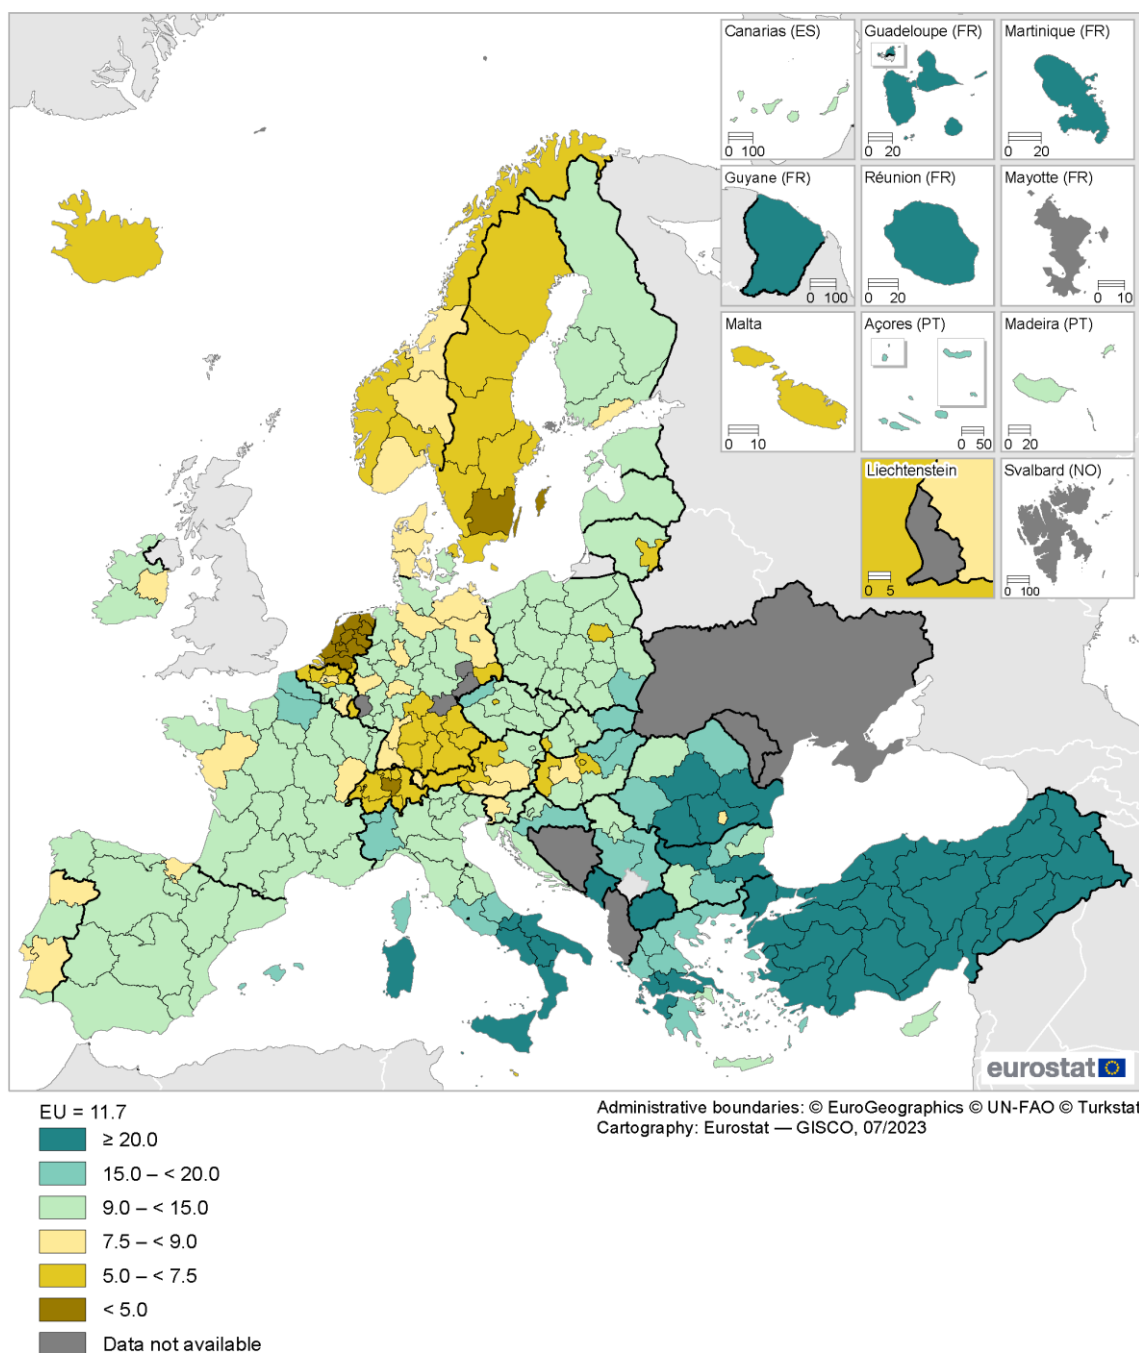 Canarias (ES)
0 100
Guadeloupe (FR)
0 20
Martinique (FR)
0 20
Guyane (FR)
0 100
Réunion (FR)
0 20
Mayotte (FR)
0 10
Malta
0 10
Açores (PT)
0 50
Madeira (PT)
0 20
Liechtenstein
0 5
Svalbard (NO)
0 100
eurostat
Administrative boundaries: © EuroGeographics © UN-FAO © Turkstat
Cartography: Eurostat — GISCO, 07/2023
EU = 11.7
≥ 20.0
15.0 – < 20.0
9.0 – < 15.0
7.5 – < 9.0
5.0 – < 7.5
< 5.0
Data not available